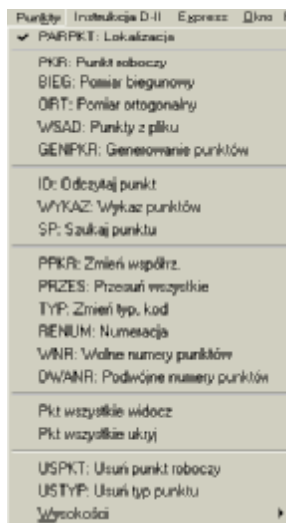 Punkty Instrukcja D-II Express Okno
PARPKT: Lokalizacja
PKR: Punkt roboczy
BIEG: Pomiar biegunowy
ORT: Pomiar ortogonalny
WSAD: Punkty z pliku
GENPKR: Generowanie punktów
ID: Odczytaj punkt
WYKAZ: Wykaz punktów
SP: Szukaj punktu
PPKR: Zmień współrz.
PRZES: Przesuń wszystkie
TYP: Zmień typ, kod
RENUM: Numeracja
WNR: Wolne numery punktów
DWANR: Podwójne numery punktów
Pkt wszystkie widocz
Pkt wszystkie ukryj
USPKT: Usuń punkt roboczy
USTYP: Usuń typ punktu
Wysokości